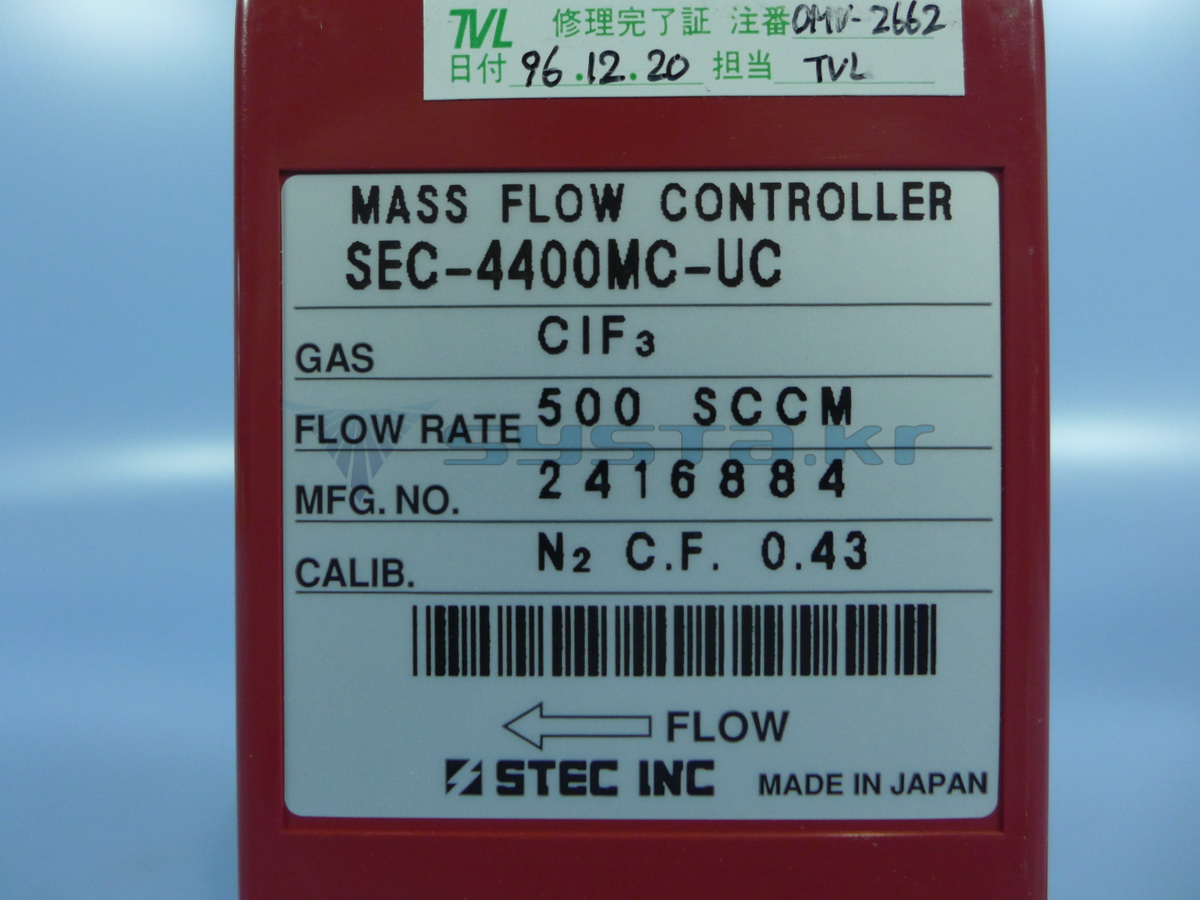 TVL 修理完了証 注番 OMV-2662
日付 96.12.20 担当 TVL
MASS FLOW CONTROLLER
SEC-4400MC-UC
GAS ClF₃
FLOW RATE 500 SCCM
systa.kr
MFG. NO. 2416884
CALIB. N₂ C.F. 0.43
FLOW
STEC INC MADE IN JAPAN